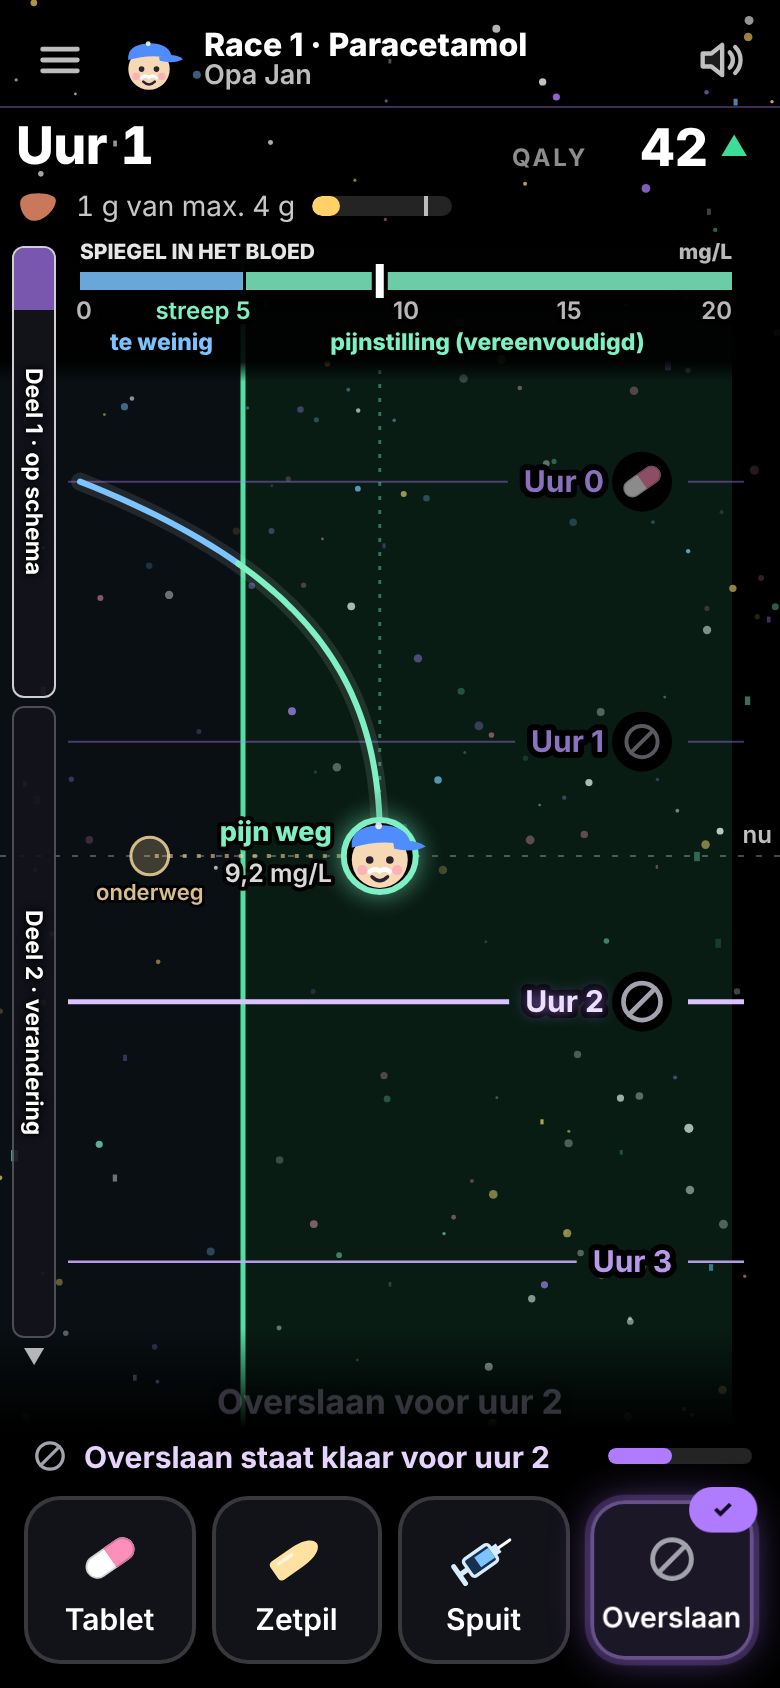 Race 1 · Paracetamol
Opa Jan
Uur 1
QALY 42
1 g van max. 4 g
SPIEGEL IN HET BLOED mg/L
0 streep 5 10 15 20
te weinig pijnstilling (vereenvoudigd)
Deel 1 · op schema
Uur 0
Uur 1
pijn weg
nu
9,2 mg/L
onderweg
Deel 2 · verandering
Uur 2
Uur 3
Overslaan voor uur 2
Overslaan staat klaar voor uur 2
Tablet Zetpil Spuit Overslaan